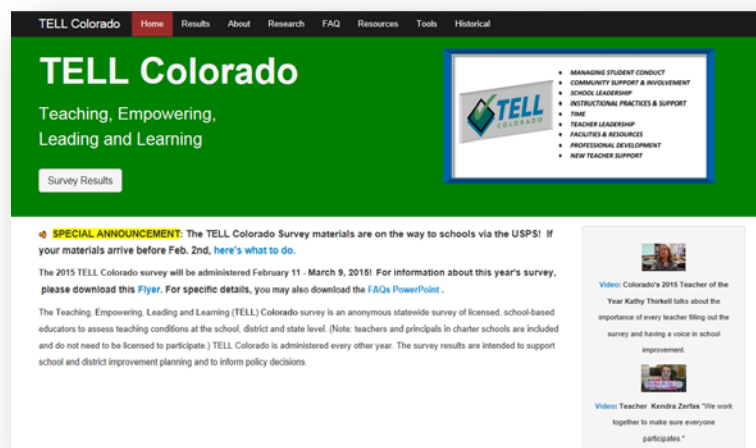 TELL Colorado Home Results About Research FAQ Resources Tools Historical
TELL Colorado
Teaching, Empowering,
Leading and Learning
Survey Results
TELL
COLORADO
♦ MANAGING STUDENT CONDUCT
♦ COMMUNITY SUPPORT & INVOLVEMENT
♦ SCHOOL LEADERSHIP
♦ INSTRUCTIONAL PRACTICES & SUPPORT
♦ TIME
♦ TEACHER LEADERSHIP
♦ FACILITIES & RESOURCES
♦ PROFESSIONAL DEVELOPMENT
♦ NEW TEACHER SUPPORT
SPECIAL ANNOUNCEMENT: The TELL Colorado Survey materials are on the way to schools via the USPS! If
your materials arrive before Feb. 2nd, here's what to do.
The 2015 TELL Colorado survey will be administered February 11 - March 9, 2015! For information about this year's survey,
please download this Flyer. For specific details, you may also download the FAQs PowerPoint .
The Teaching, Empowering, Leading and Learning (TELL) Colorado survey is an anonymous statewide survey of licensed, school-based
educators to assess teaching conditions at the school, district and state level. (Note: teachers and principals in charter schools are included
and do not need to be licensed to participate.) TELL Colorado is administered every other year. The survey results are intended to support
school and district improvement planning and to inform policy decisions.
Video: Colorado's 2015 Teacher of the
Year Kathy Thirkell talks about the
importance of every teacher filling out the
survey and having a voice in school
improvement.
Video: Teacher Kendra Zerfas "We work
together to make sure everyone
participates."